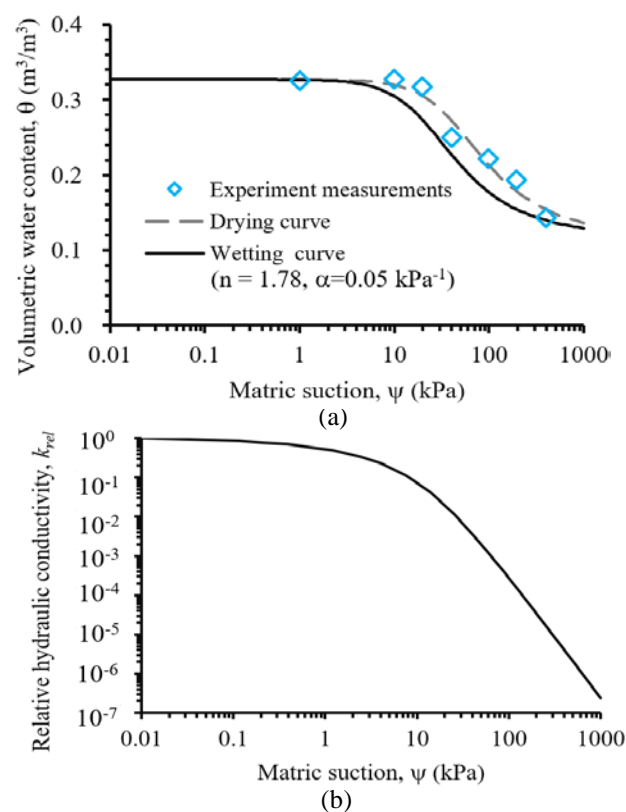 0.4
0.3
0.2
0.1
0.0
Volumetric water content, θ (m³/m³)
Experiment measurements
Drying curve
Wetting curve
(n = 1.78, α=0.05 kPa⁻¹)
0.01 0.1 1 10 100 1000
Matric suction, ψ (kPa)
(a)
10⁰
10⁻¹
10⁻²
10⁻³
10⁻⁴
10⁻⁵
10⁻⁶
10⁻⁷
Relative hydraulic conductivity, k_rel
0.01 0.1 1 10 100 1000
Matric suction, ψ (kPa)
(b)